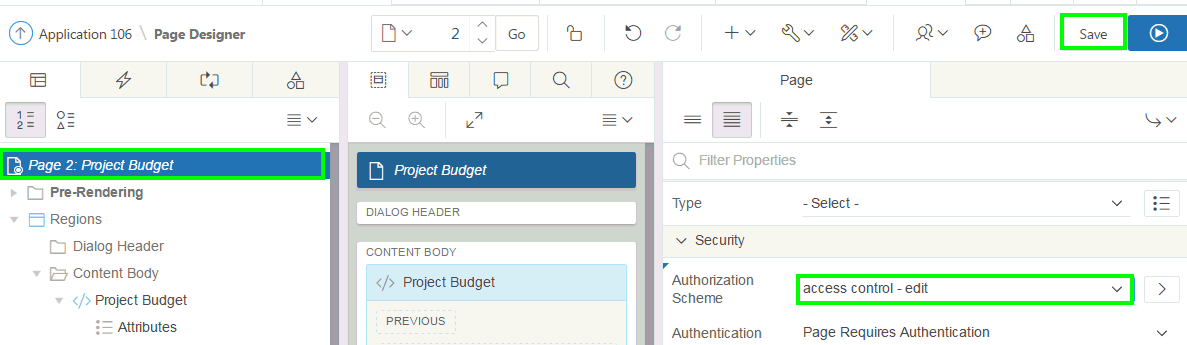 Application 106 \ Page Designer
2
Go
Save
Page
1
2
Filter Properties
Page 2: Project Budget
Pre-Rendering
Regions
Dialog Header
Content Body
Project Budget
Attributes
Project Budget
DIALOG HEADER
CONTENT BODY
Project Budget
PREVIOUS
Type - Select -
Security
Authorization Scheme access control - edit
Authentication Page Requires Authentication